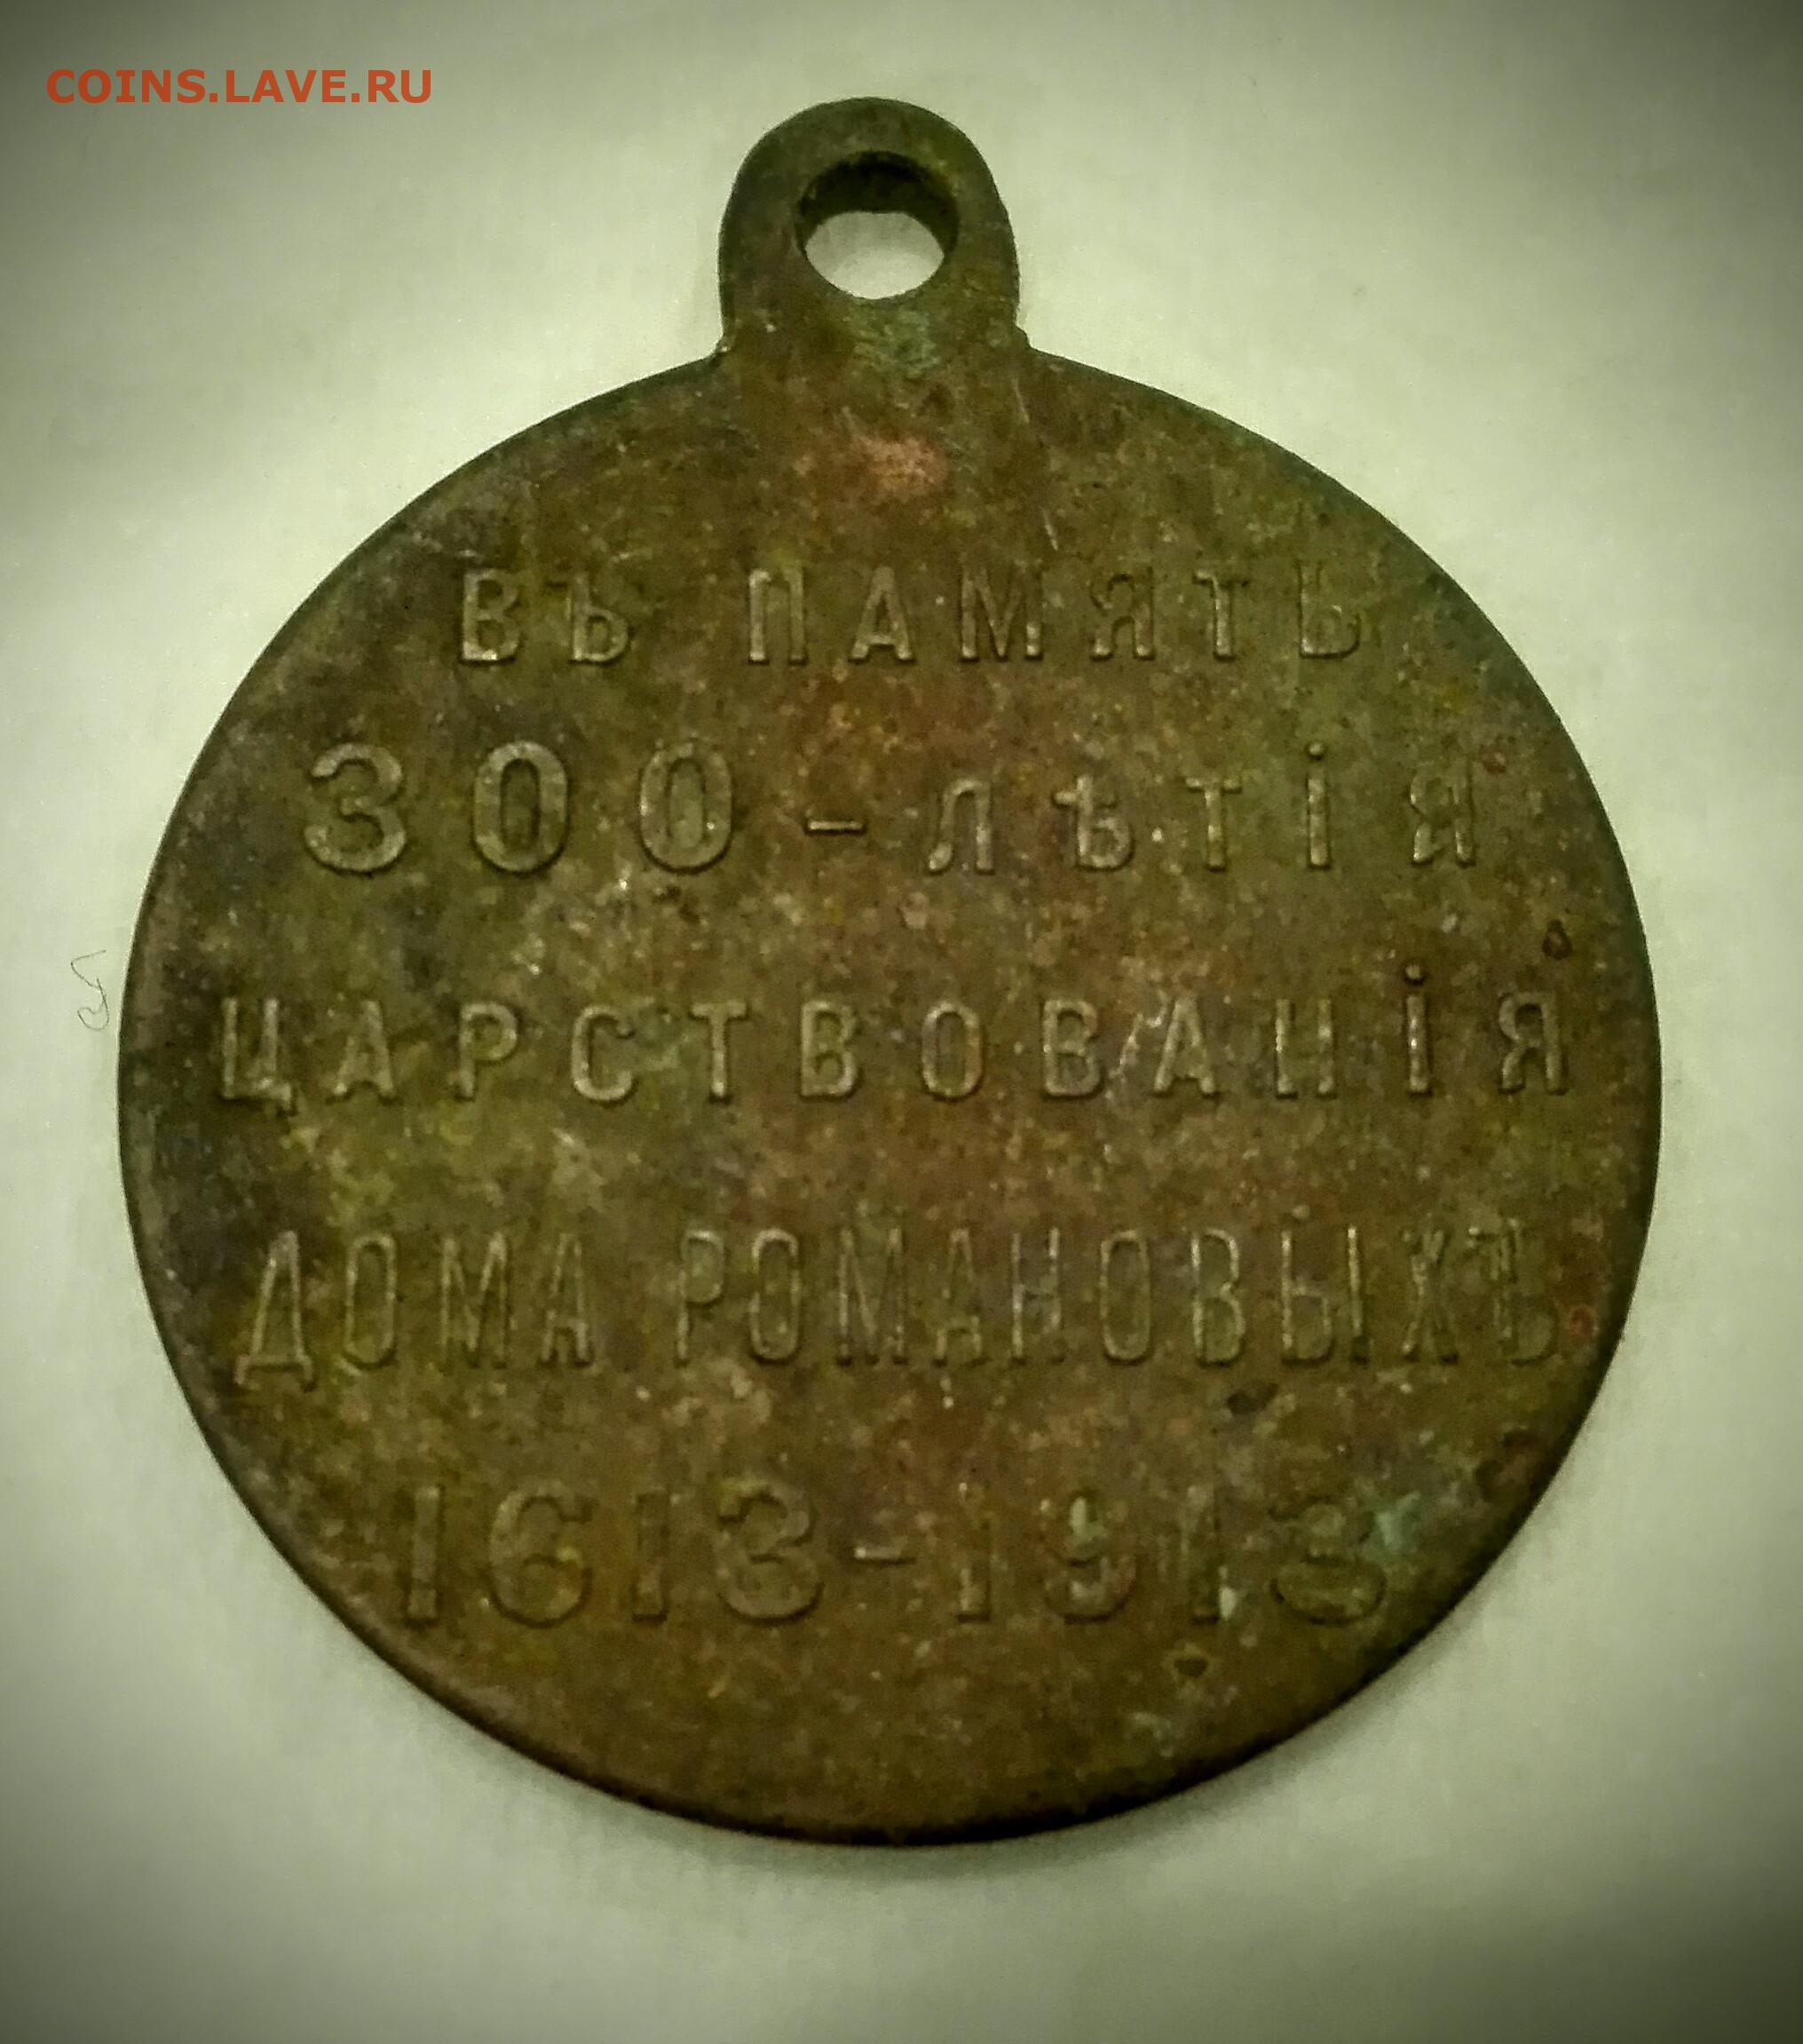 COINS.LAVE.RU
ВЪ ПАМЯТЬ
300-ЛѢТІЯ
ЦАРСТВОВАНІЯ
ДОМА РОМАНОВЫХЪ
1613-1913